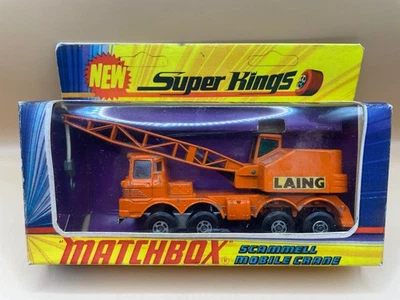 NEW
Super Kings
LAING
"MATCHBOX"
SCAMMELL
MOBILE CRANE